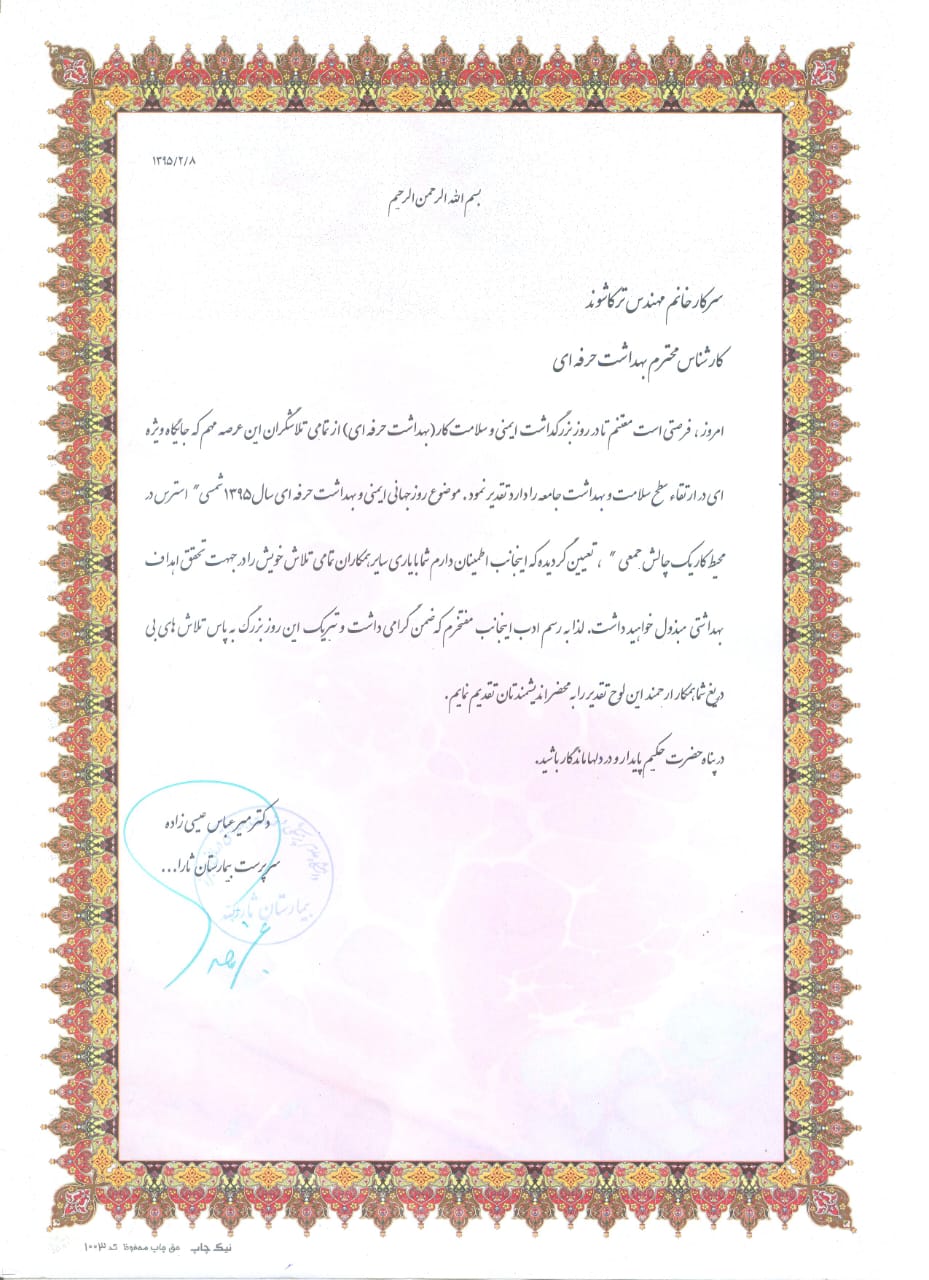 ۱۳۹۵/۲/۸
بسم الله الرحمن الرحیم
سرکار خانم مهندس ترکاشوند
کارشناس محترم بهداشت حرفه ای
امروز ، فرصتی است مغتنم تا در روز بزرگداشت ایمنی و سلامت کار (بهداشت حرفه ای) از تمامی تلاشگران این عرصه مهم که جایگاه ویژه
ای در ارتقاء سطح سلامت و بهداشت جامعه را دارد تقدیر نمود . موضوع روز جهانی ایمنی و بهداشت حرفه ای سال ۱۳۹۵ شمسی " استرس در
محیط کار یک چالش جمعی " ، تعیین گردیده که اینجانب اطمینان دارم شما با یاری سایر همکاران تمامی تلاش خویش را در جهت تحقق اهداف
بهداشتی مبذول خواهید داشت. لذا به رسم ادب اینجانب مفتخرم که ضمن گرامی داشت و تبریک این روز بزرگ به پاس تلاش های بی
دریغ شما همکار ارجمند این لوح تقدیر را به محضر اندیشمندتان تقدیم نمایم .
در پناه حضرت حکیم پایدار و در دلها ماندگار باشید.
دکتر میرعباس عیسی زاده
سرپرست بیمارستان ثارا...
بیمارستان
نیک چاپ حق چاپ محفوظ کد ۱۰۰۳